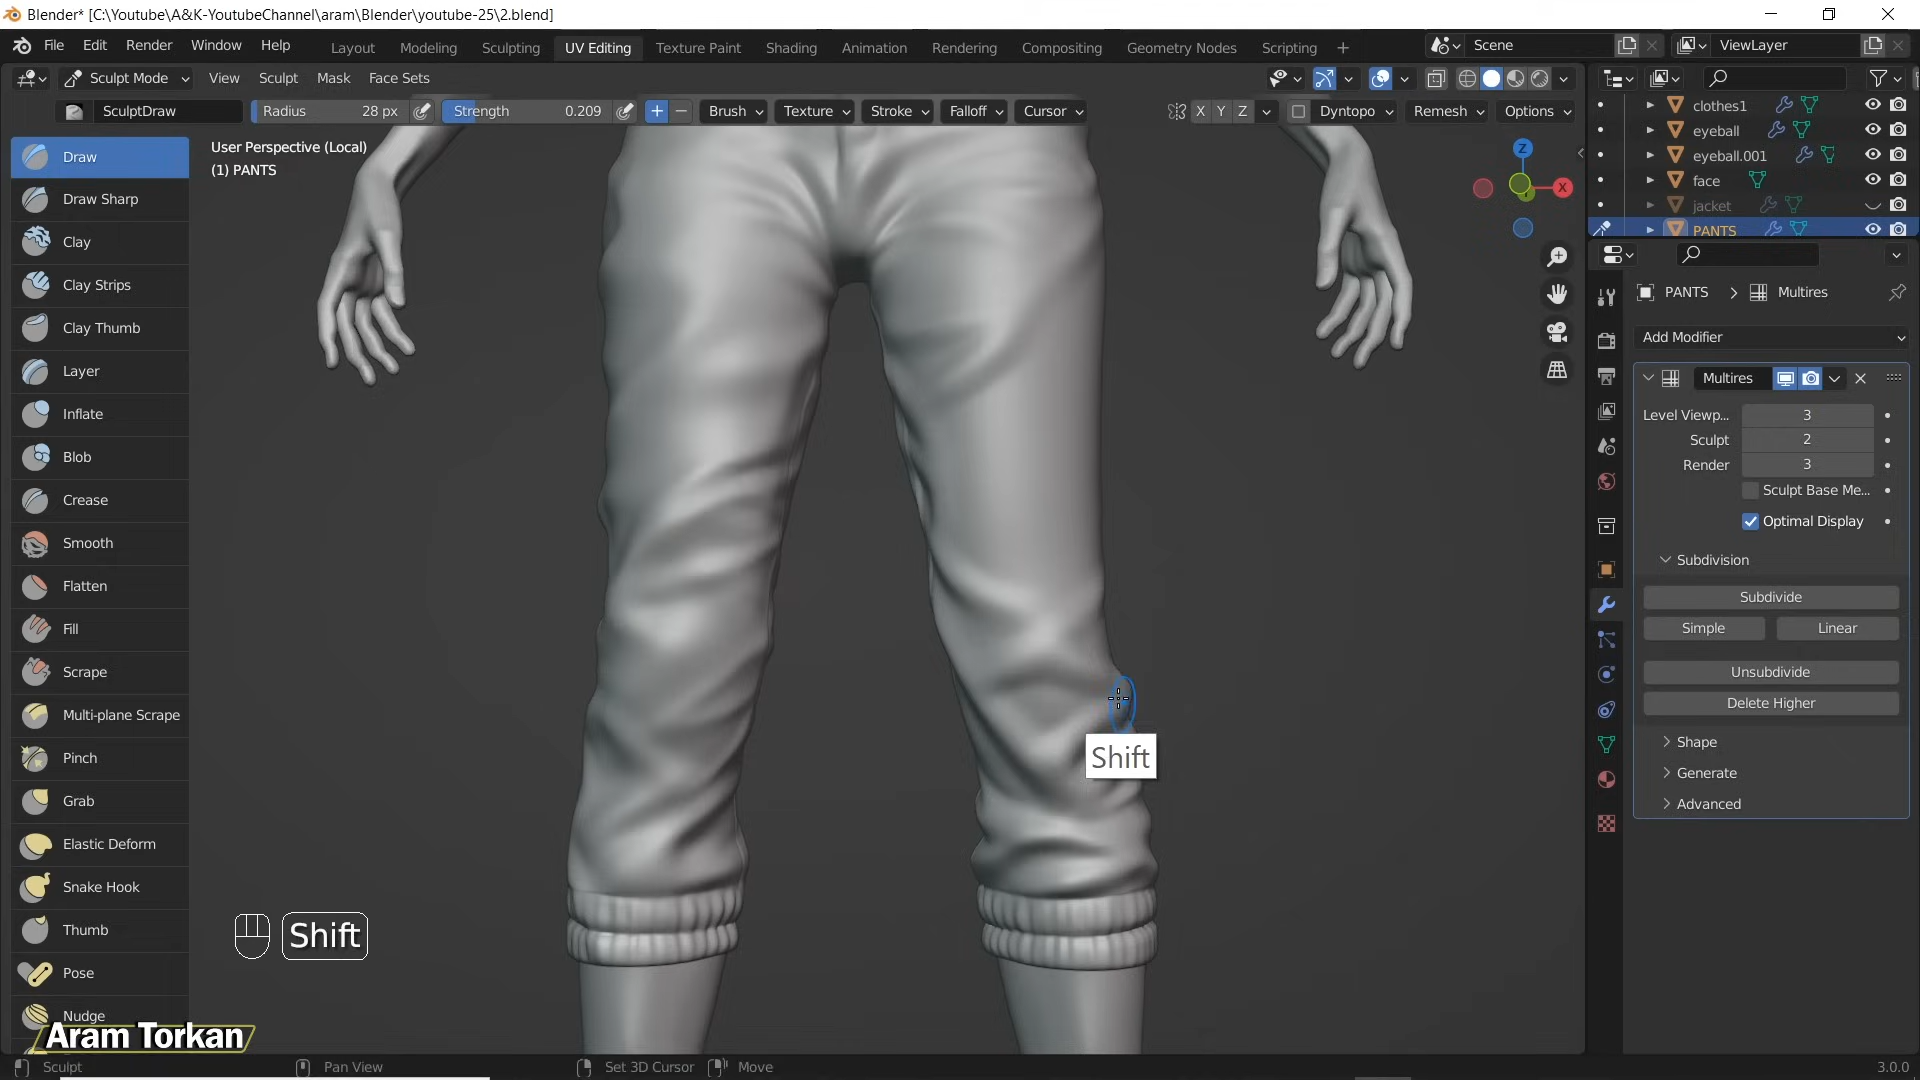 Blender* [C:\Youtube\A&K-YoutubeChannel\aram\Blender\youtube-25\2.blend]
File Edit Render Window Help Layout Modeling Sculpting UV Editing Texture Paint Shading Animation Rendering Compositing Geometry Nodes Scripting + Scene ViewLayer
Sculpt Mode View Sculpt Mask Face Sets
SculptDraw Radius 28 px Strength 0.209 + − Brush Texture Stroke Falloff Cursor X Y Z Dyntopo Remesh Options
User Perspective (Local)
(1) PANTS
Draw
Draw Sharp
Clay
Clay Strips
Clay Thumb
Layer
Inflate
Blob
Crease
Smooth
Flatten
Fill
Scrape
Multi-plane Scrape
Pinch
Grab
Elastic Deform
Snake Hook
Thumb
Pose
Nudge
Z
X
Shift
Shift
Aram Torkan
clothes1
eyeball
eyeball.001
face
jacket
PANTS
PANTS > Multires
Add Modifier
Multires
Level Viewp... 3
Sculpt 2
Render 3
Sculpt Base Me...
Optimal Display
Subdivision
Subdivide
Simple Linear
Unsubdivide
Delete Higher
Shape
Generate
Advanced
Sculpt Pan View Set 3D Cursor Move 3.0.0